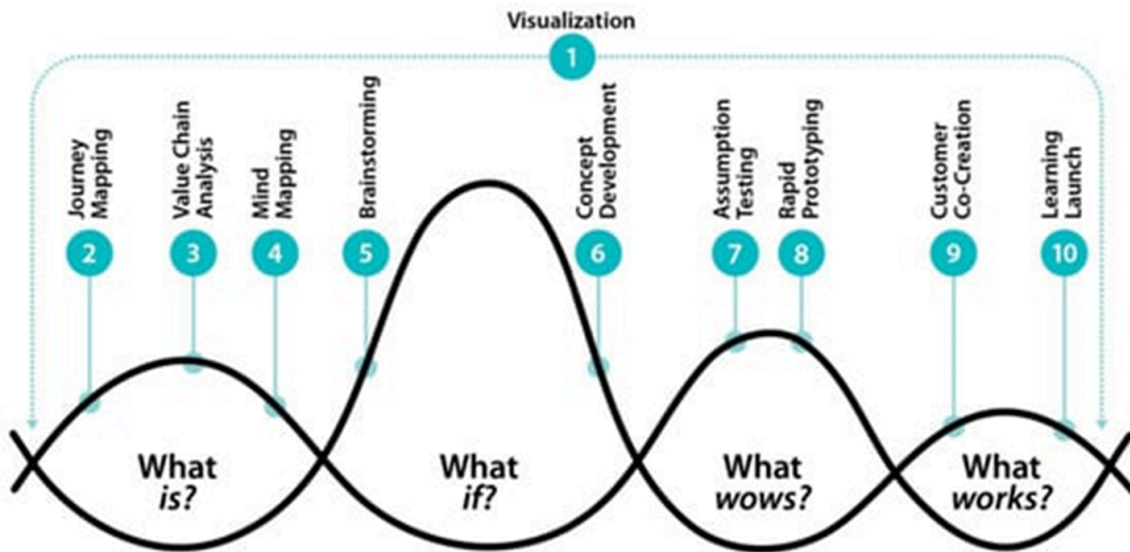 Visualization
1
Journey
Mapping
2
Value Chain
Analysis
3
Mind
Mapping
4
Brainstorming
5
Concept
Development
6
Assumption
Testing
7
Rapid
Prototyping
8
Customer
Co-Creation
9
Learning
Launch
10
What
is?
What
if?
What
wows?
What
works?